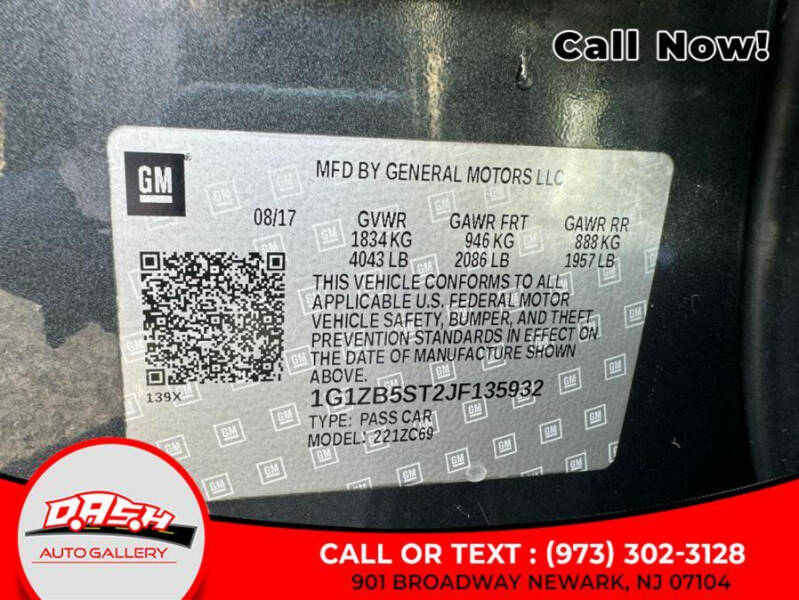 Call Now!
GM
MFD BY GENERAL MOTORS LLC
08/17 GVWR GAWR FRT GAWR RR
1834 KG 946 KG 888 KG
4043 LB 2086 LB 1957 LB
THIS VEHICLE CONFORMS TO ALL
APPLICABLE U.S. FEDERAL MOTOR
VEHICLE SAFETY, BUMPER, AND THEFT
PREVENTION STANDARDS IN EFFECT ON
THE DATE OF MANUFACTURE SHOWN
ABOVE.
139X
1G1ZB5ST2JF135932
TYPE: PASS CAR
MODEL: 221ZC69
DASH
AUTO GALLERY
CALL OR TEXT : (973) 302-3128
901 BROADWAY NEWARK, NJ 07104